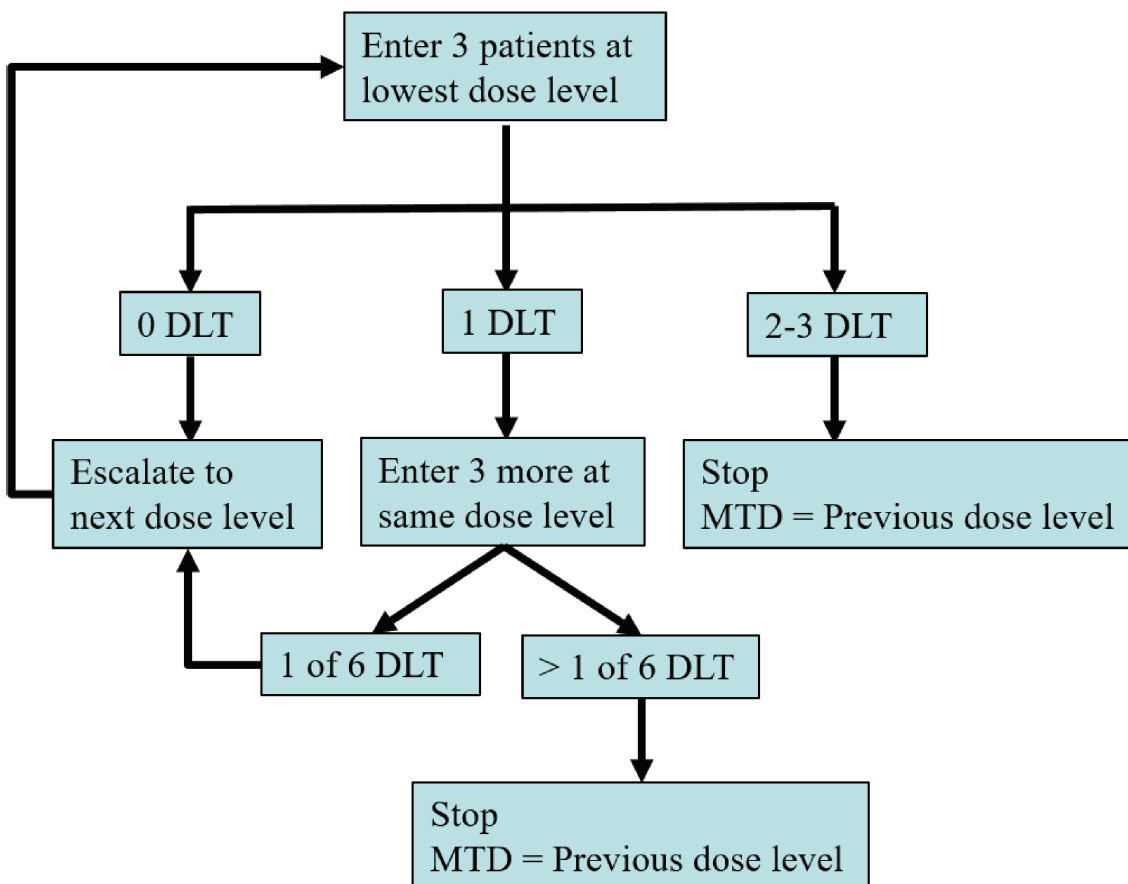 Enter 3 patients at
lowest dose level
0 DLT
1 DLT
2-3 DLT
Escalate to
next dose level
Enter 3 more at
same dose level
Stop
MTD = Previous dose level
1 of 6 DLT
> 1 of 6 DLT
Stop
MTD = Previous dose level